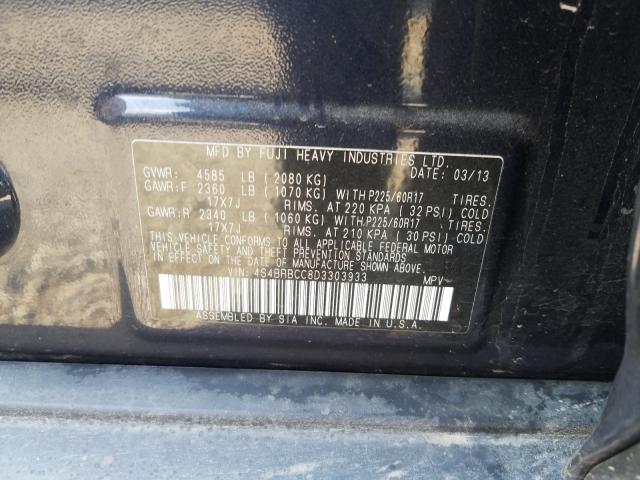 MFD BY FUJI HEAVY INDUSTRIES LTD.
GVWR: 4585 LB (2080 KG) DATE: 03/13
GAWR:F 2360 LB (1070 KG) WITH P225/60R17 TIRES.
17X7J RIMS. AT 220 KPA (32 PSI) COLD
GAWR:R 2340 LB (1060 KG) WITH P225/60R17 TIRES.
17X7J RIMS. AT 210 KPA (30 PSI) COLD
THIS VEHICLE CONFORMS TO ALL APPLICABLE FEDERAL MOTOR
VEHICLE SAFETY AND THEFT PREVENTION STANDARDS
IN EFFECT ON THE DATE OF MANUFACTURE SHOWN ABOVE.
VIN: 4S4BRBCC8D3303933 MPV
ASSEMBLED BY SIA INC. MADE IN U.S.A.